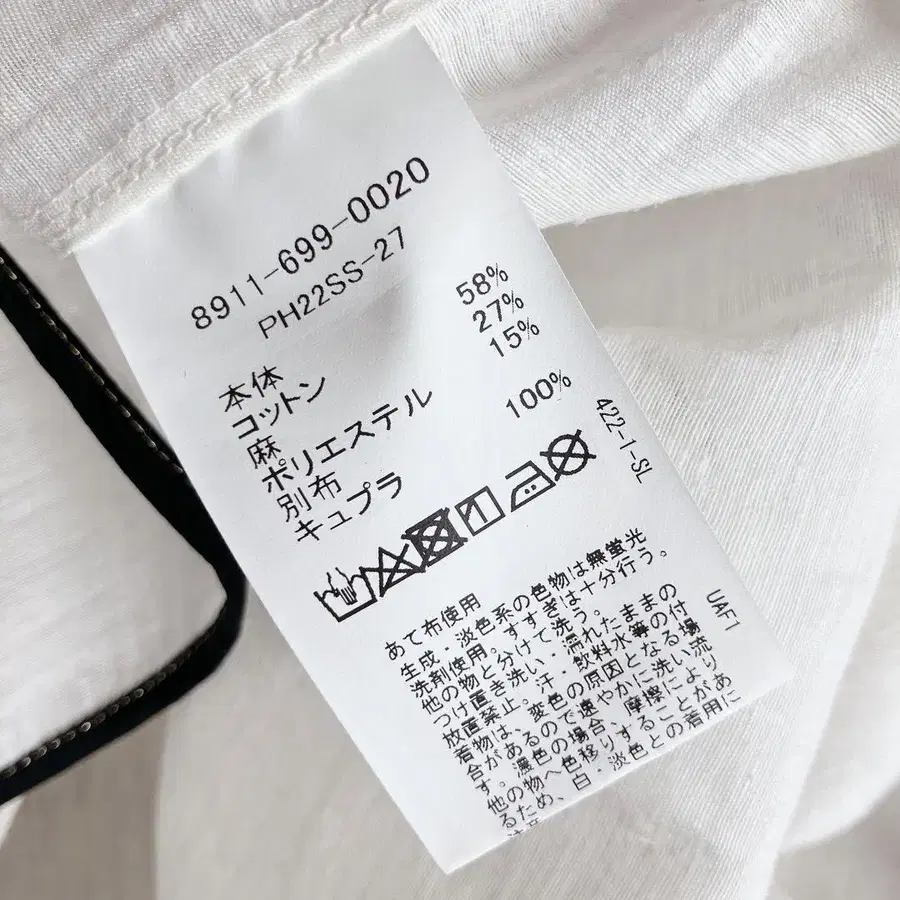 8911-699-0020
PH22SS-27
本体
コットン 58%
麻 27%
ポリエステル 15%
別布
キュプラ 100%
422-1-SL
UAF1
あて布使用
生成・淡色系の色物は無蛍光
洗剤使用。すすぎは十分行う。
他の物と分けて洗う。
つけ置き洗い・濡れたままの
放置禁止。汗、飲料水等の付
着物は、変色の原因となる場
合があるので速やかに洗い流
す。濃色の場合、摩擦により
他の物へ色移りすることがあ
るため、白・淡色との着用に